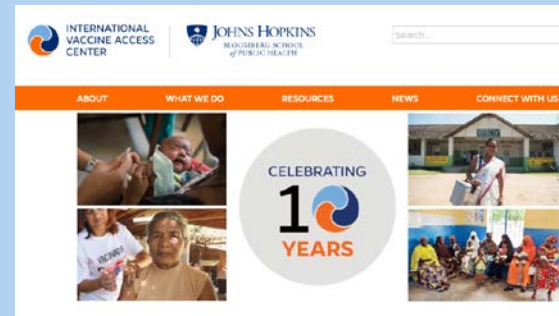 INTERNATIONAL
VACCINE ACCESS
CENTER
JOHNS HOPKINS
BLOOMBERG SCHOOL
of PUBLIC HEALTH
Search ...
ABOUT WHAT WE DO RESOURCES NEWS CONNECT WITH US
CELEBRATING
10
YEARS